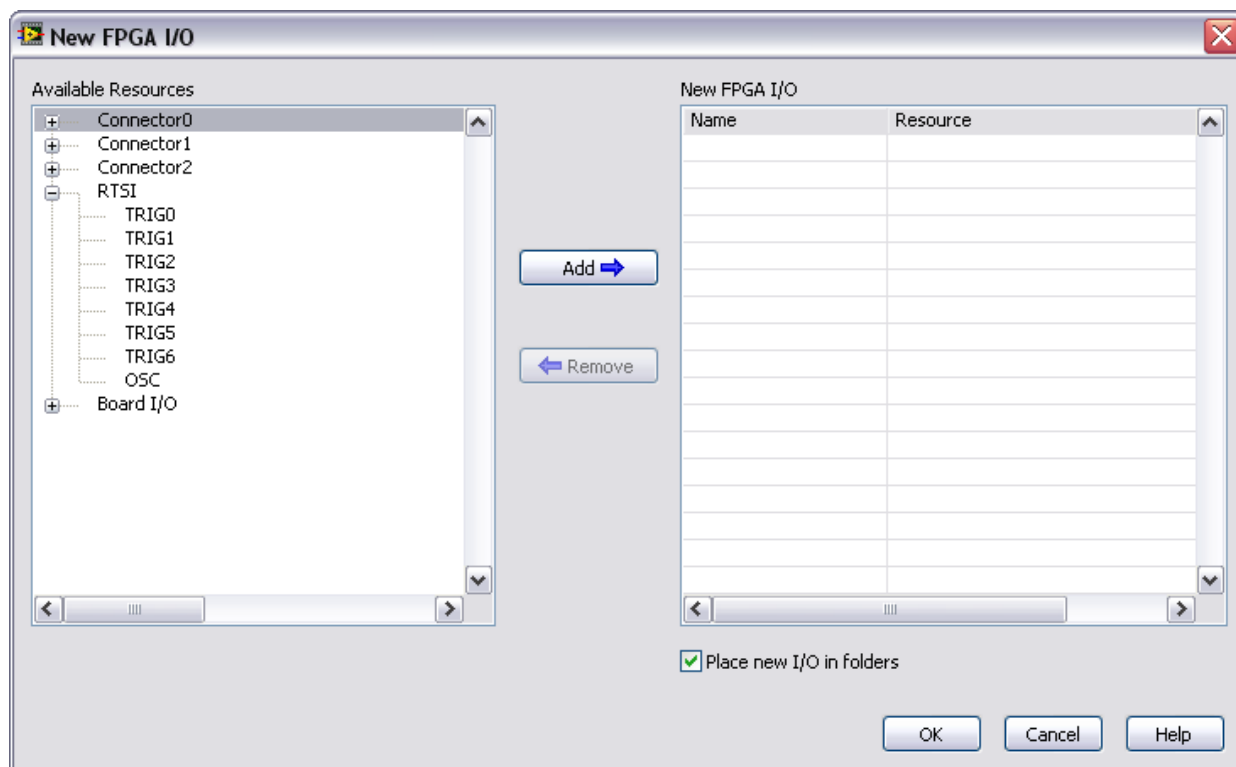 New FPGA I/O
Available Resources
Connector0
Connector1
Connector2
RTSI
TRIG0
TRIG1
TRIG2
TRIG3
TRIG4
TRIG5
TRIG6
OSC
Board I/O
Add
Remove
New FPGA I/O
Name Resource
Place new I/O in folders
OK Cancel Help